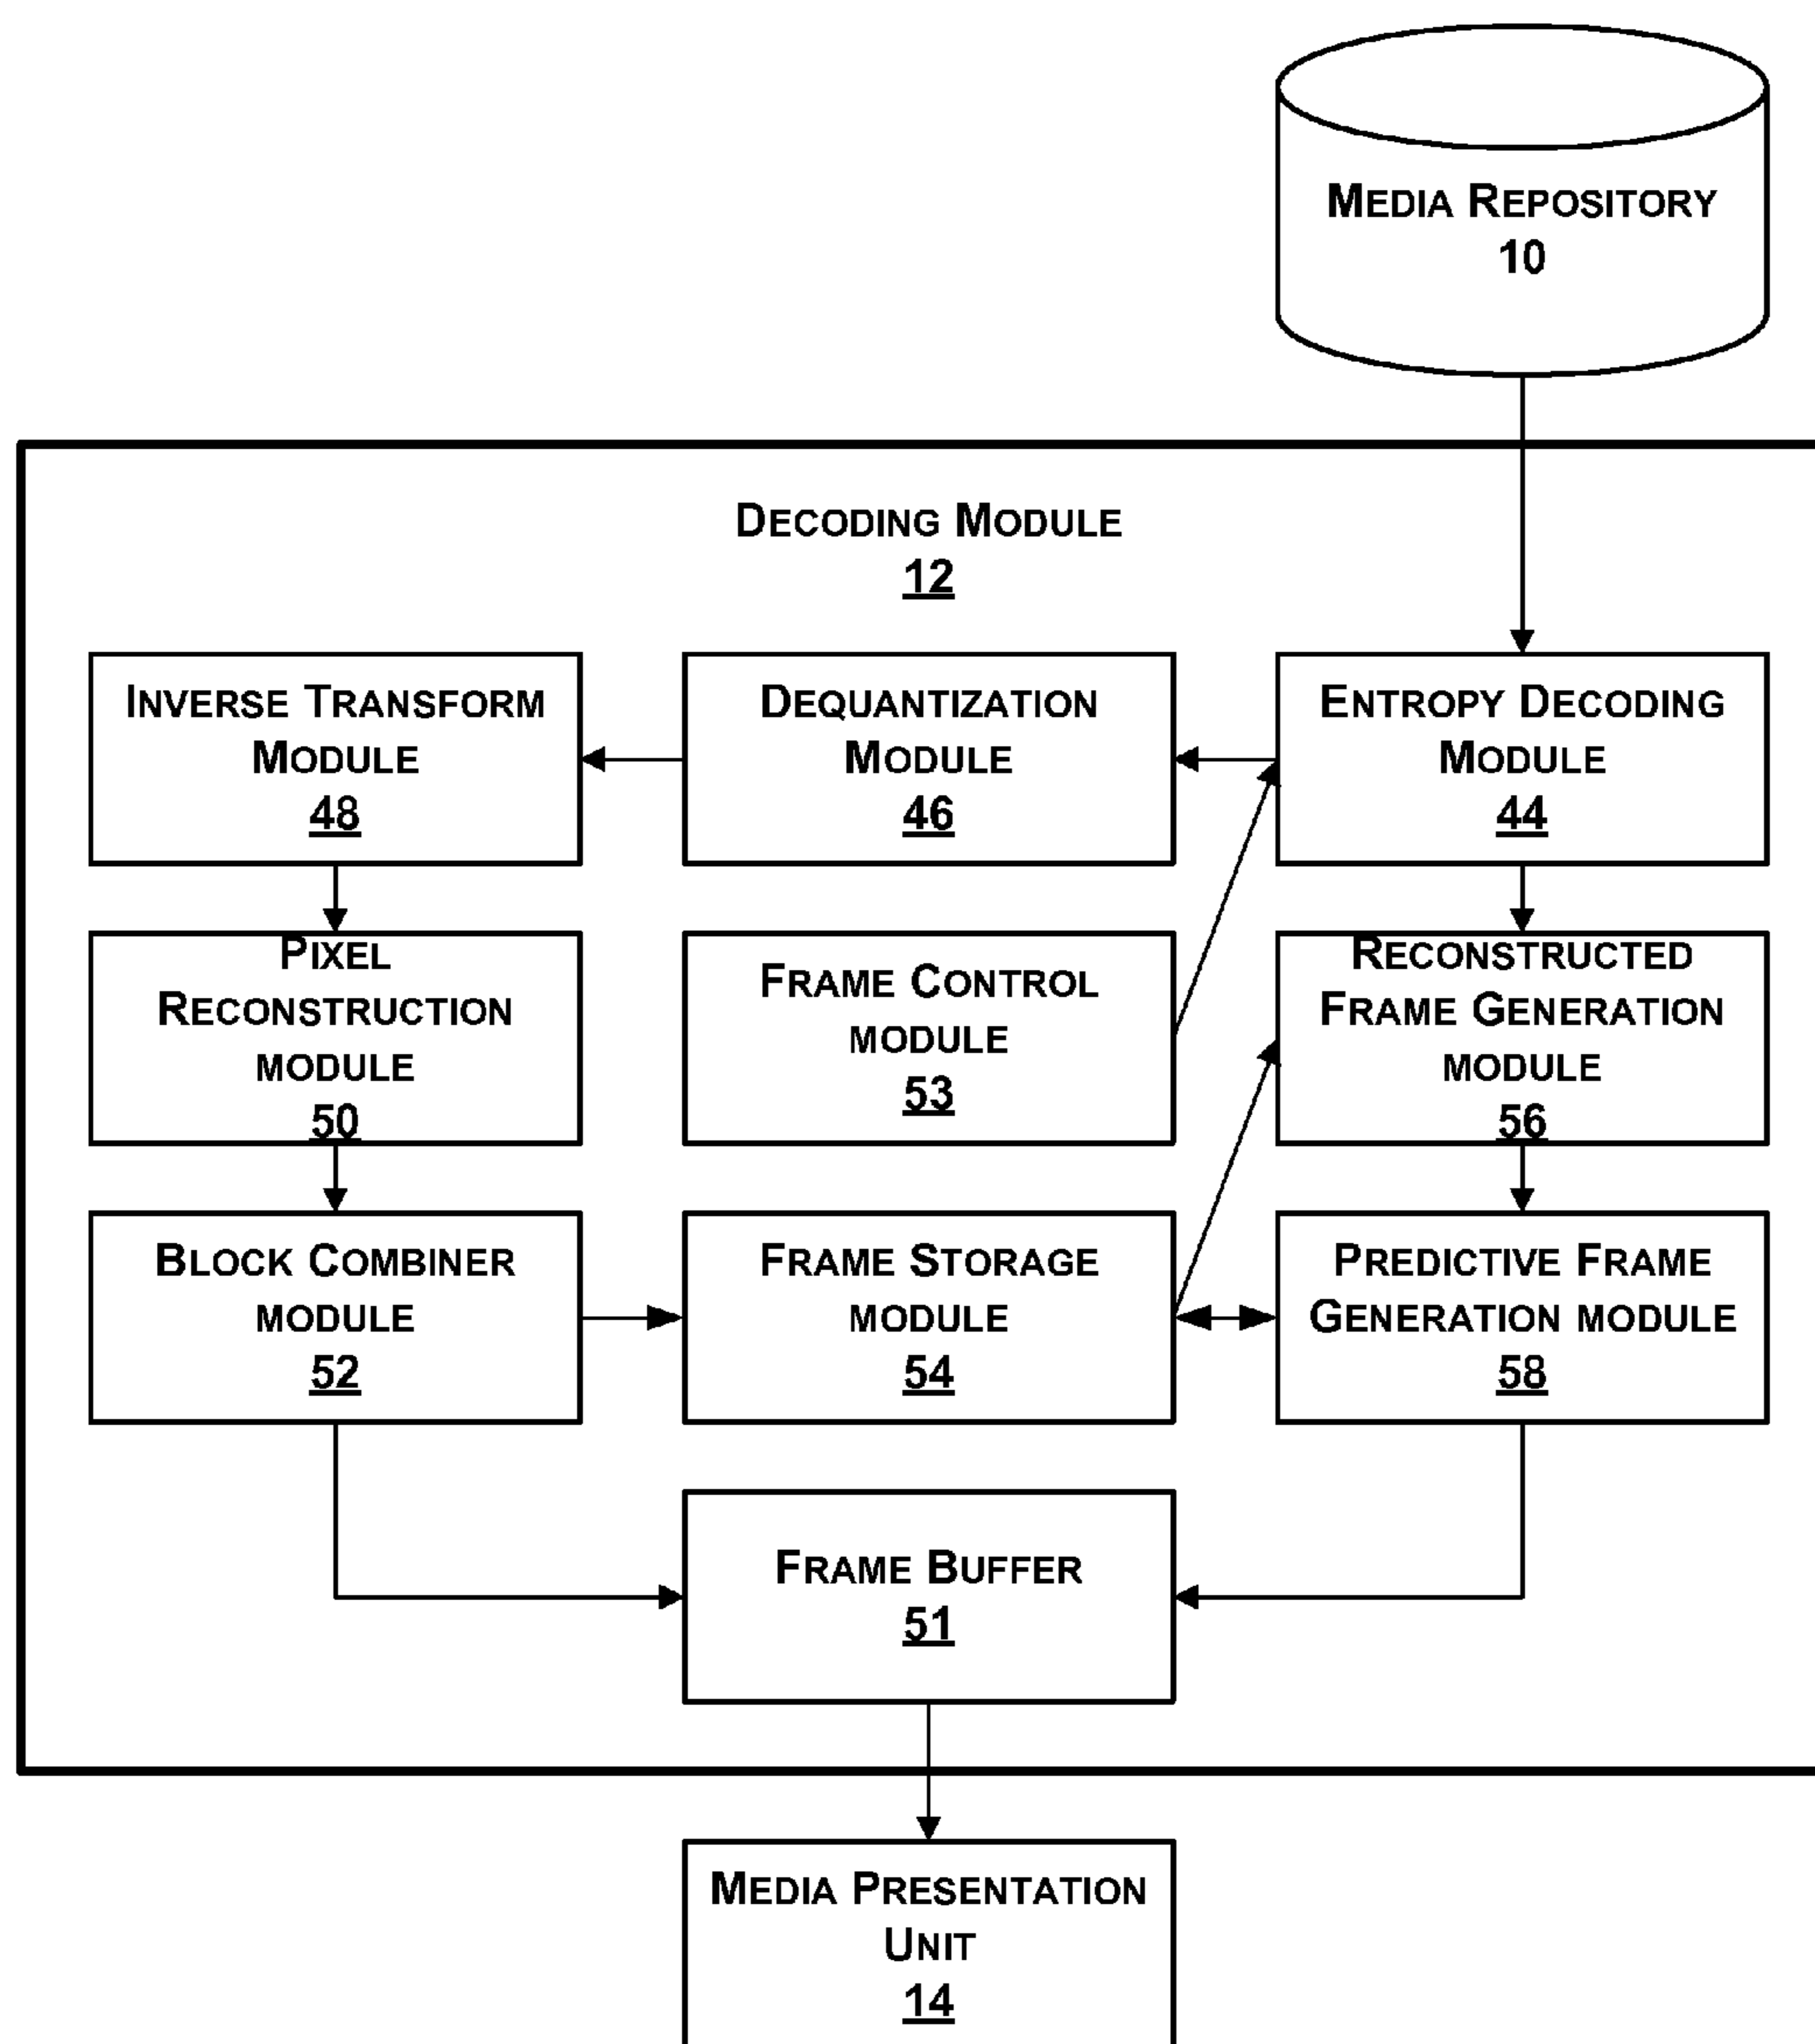 MEDIA REPOSITORY
10
DECODING MODULE
12
INVERSE TRANSFORM
MODULE
48
DEQUANTIZATION
MODULE
46
ENTROPY DECODING
MODULE
44
PIXEL
RECONSTRUCTION
MODULE
50
FRAME CONTROL
MODULE
53
RECONSTRUCTED
FRAME GENERATION
MODULE
56
BLOCK COMBINER
MODULE
52
FRAME STORAGE
MODULE
54
PREDICTIVE FRAME
GENERATION MODULE
58
FRAME BUFFER
51
MEDIA PRESENTATION
UNIT
14